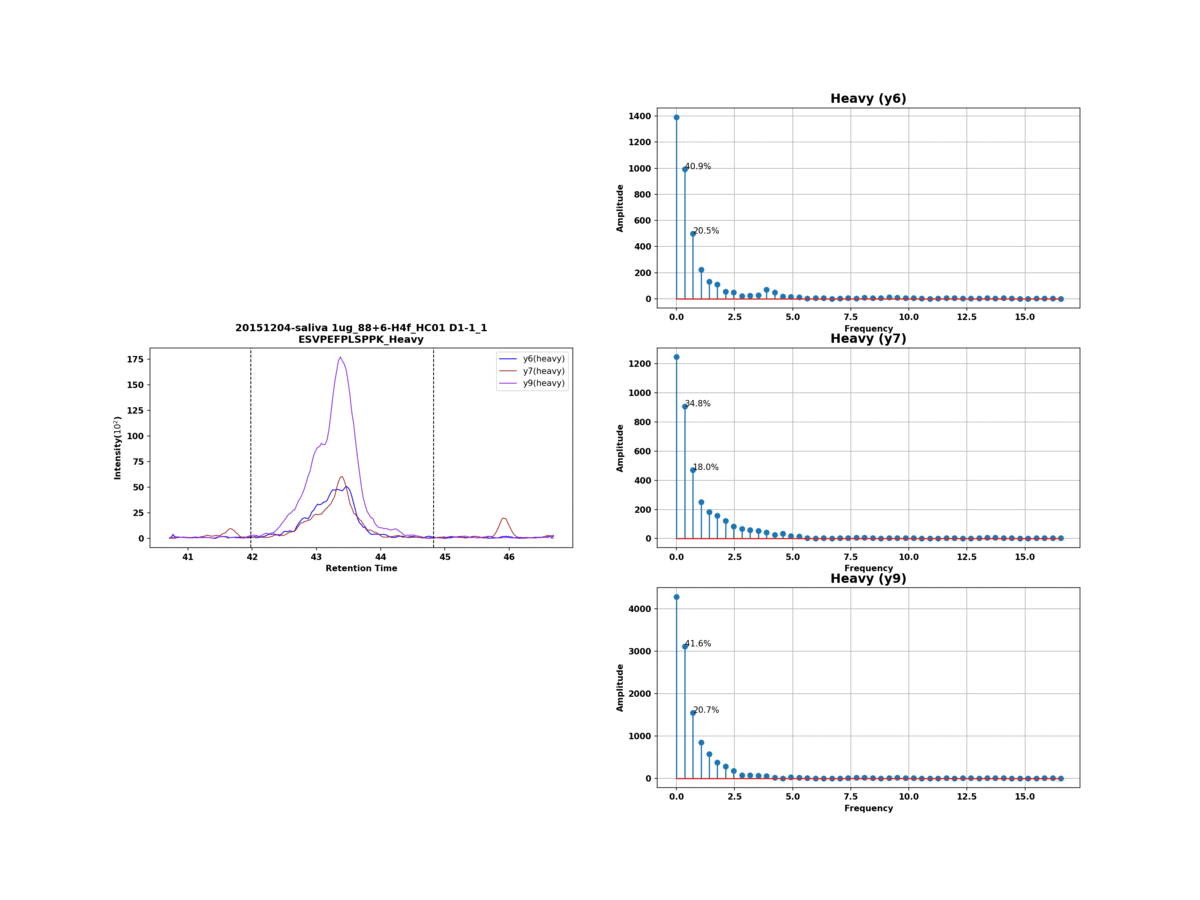 20151204-saliva 1ug_88+6-H4f_HC01 D1-1_1
ESVPEFPLSPPK_Heavy
Intensity(10²)
175
150
125
100
75
50
25
0
y6(heavy)
y7(heavy)
y9(heavy)
41 42 43 44 45 46
Retention Time
Heavy (y6)
Amplitude
1400
1200
1000
800
600
400
200
0
40.9%
20.5%
0.0 2.5 5.0 7.5 10.0 12.5 15.0
Frequency
Heavy (y7)
Amplitude
1200
1000
800
600
400
200
0
34.8%
18.0%
0.0 2.5 5.0 7.5 10.0 12.5 15.0
Frequency
Heavy (y9)
Amplitude
4000
3000
2000
1000
0
41.6%
20.7%
0.0 2.5 5.0 7.5 10.0 12.5 15.0
Frequency